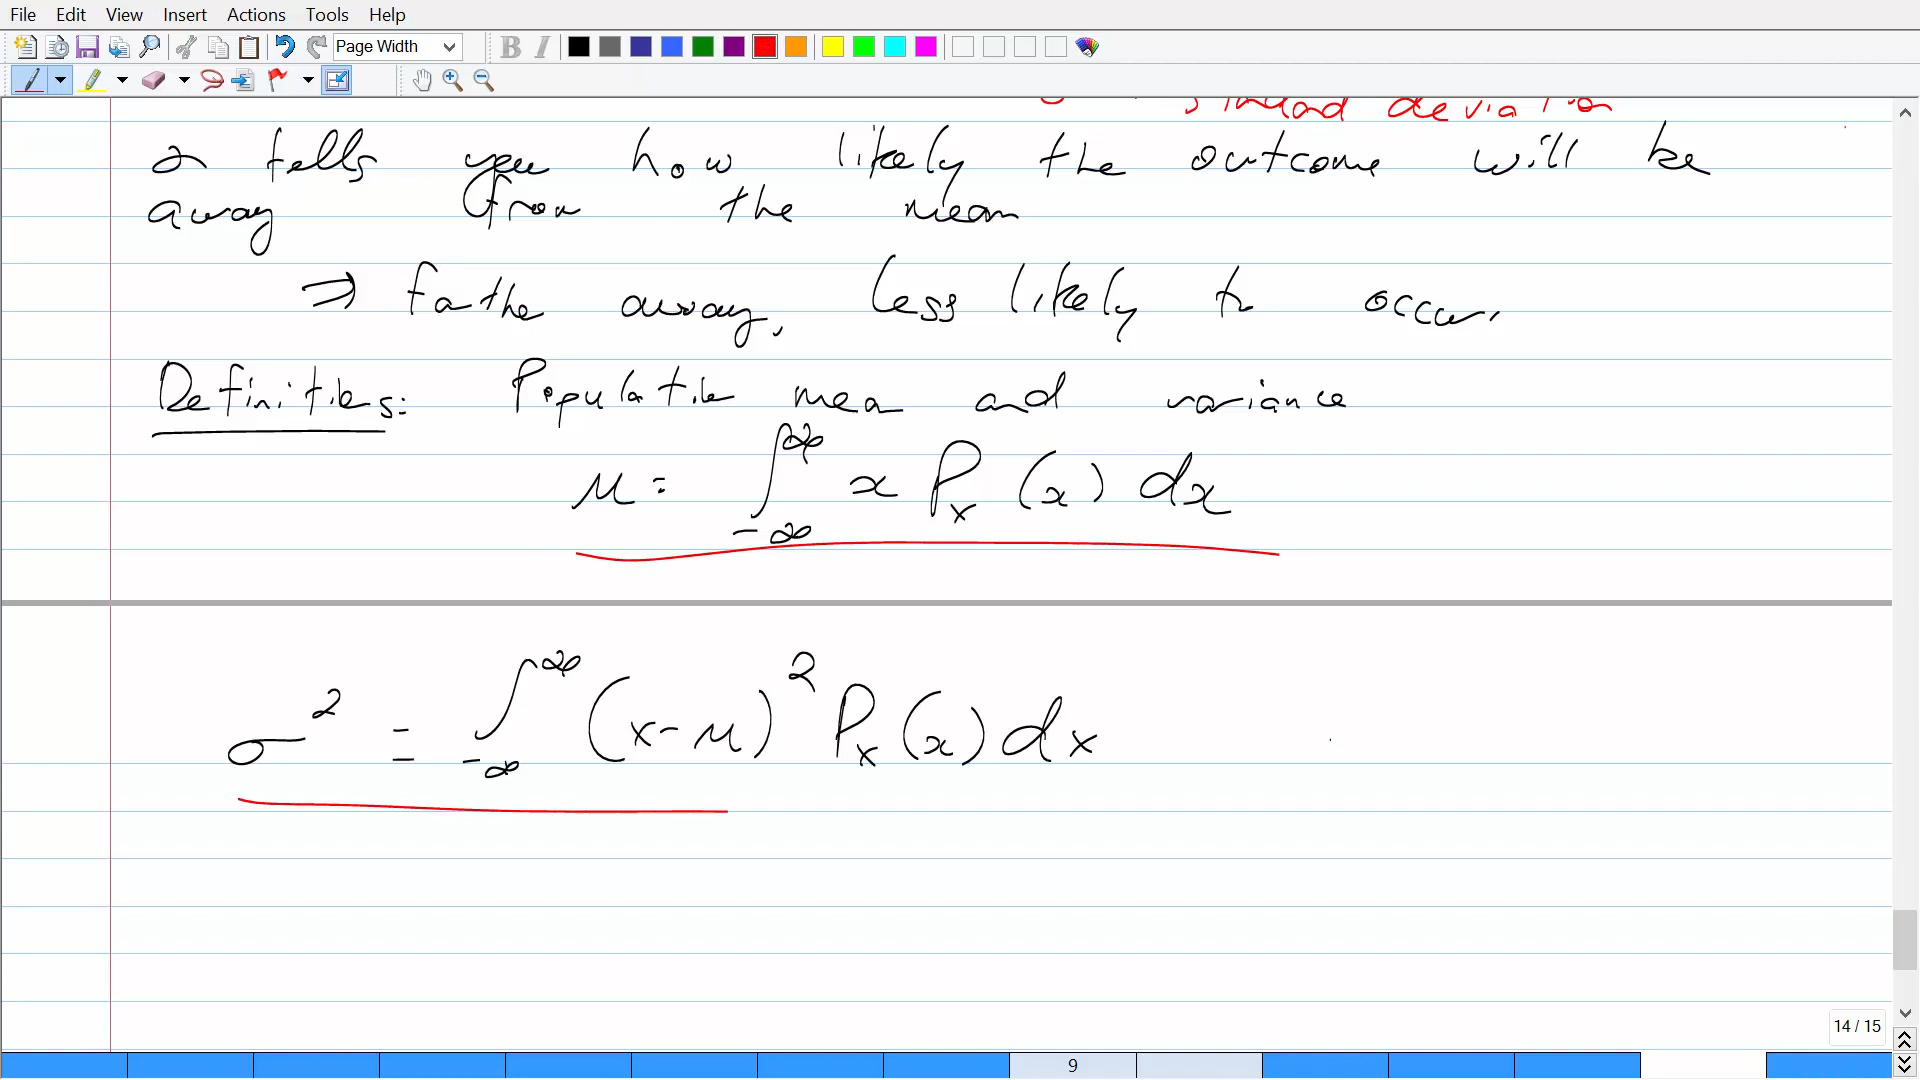 File Edit View Insert Actions Tools Help
Page Width
standard deviation
σ tells you how likely the outcome will be
away from the mean
⇒ farther away, less likely to occur.
Definitions: Population mean and variance
μ = ∫_{-∞}^{∞} x P_x (x) dx
σ² = ∫_{-∞}^{∞} (x-μ)² P_x (x) dx
14 / 15
9